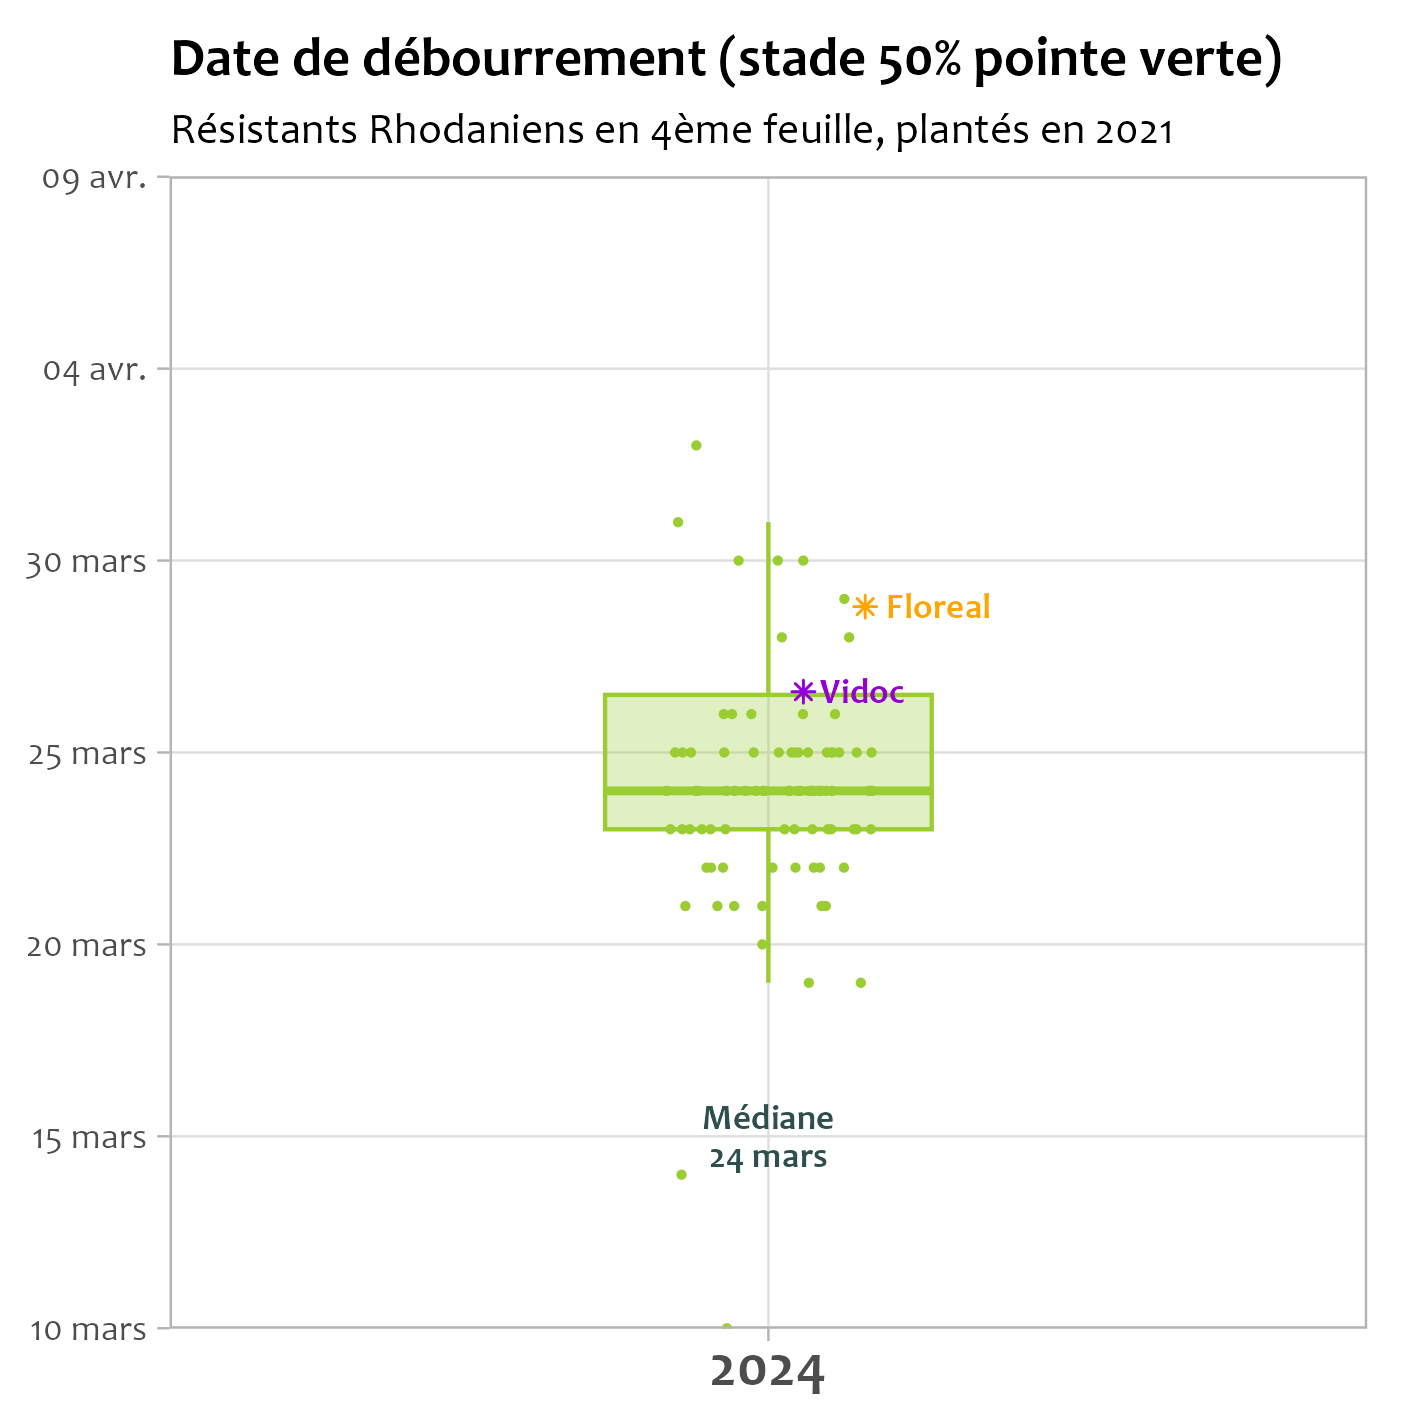 Date de débourrement (stade 50% pointe verte)
Résistants Rhodaniens en 4ème feuille, plantés en 2021
09 avr.
04 avr.
30 mars
Floreal
Vidoc
25 mars
20 mars
Médiane
15 mars
24 mars
10 mars
2024